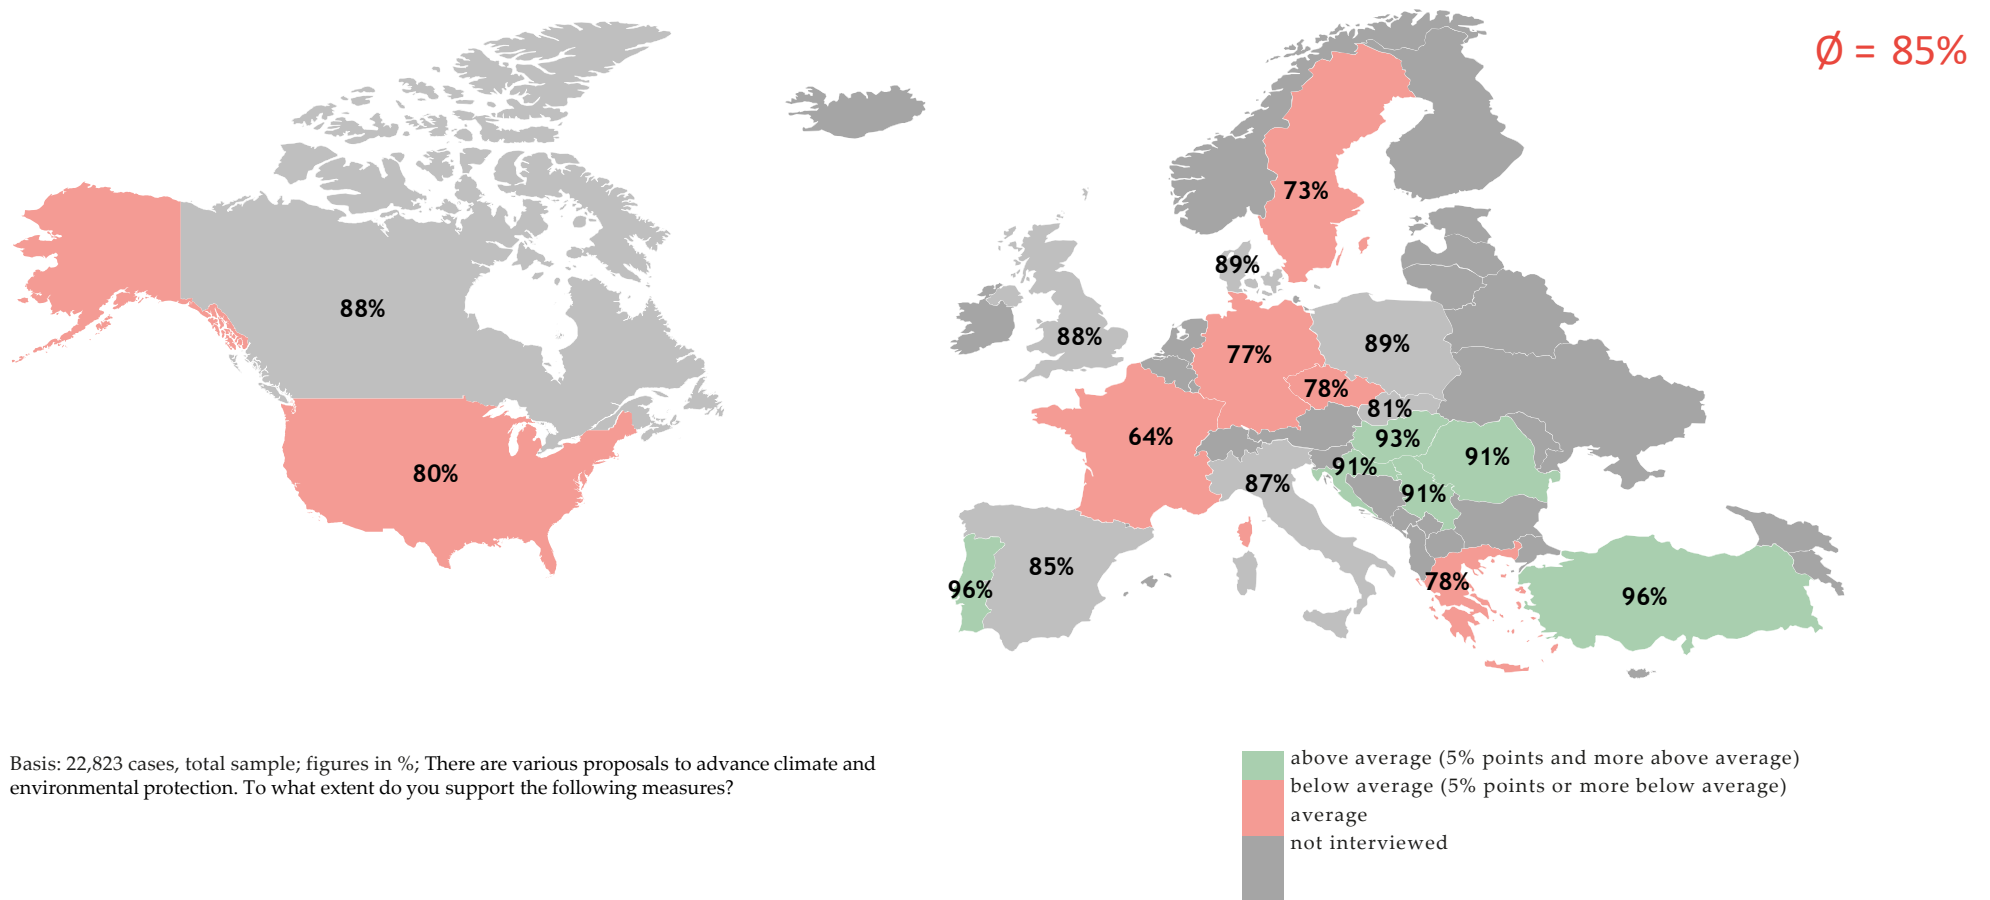 Ø = 85%
73%
89%
88%
88%
89%
77%
78%
81%
64%
93%
91%
91%
80%
87%
91%
85%
96%
78%
96%
Basis: 22,823 cases, total sample; figures in %; There are various proposals to advance climate and
environmental protection. To what extent do you support the following measures?
above average (5% points and more above average)
below average (5% points or more below average)
average
not interviewed